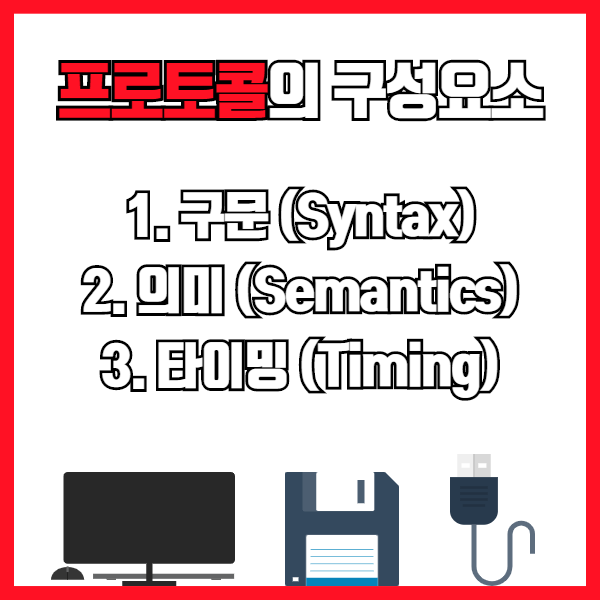 프로토콜의 구성요소
1. 구문 (Syntax)
2. 의미 (Semantics)
3. 타이밍 (Timing)